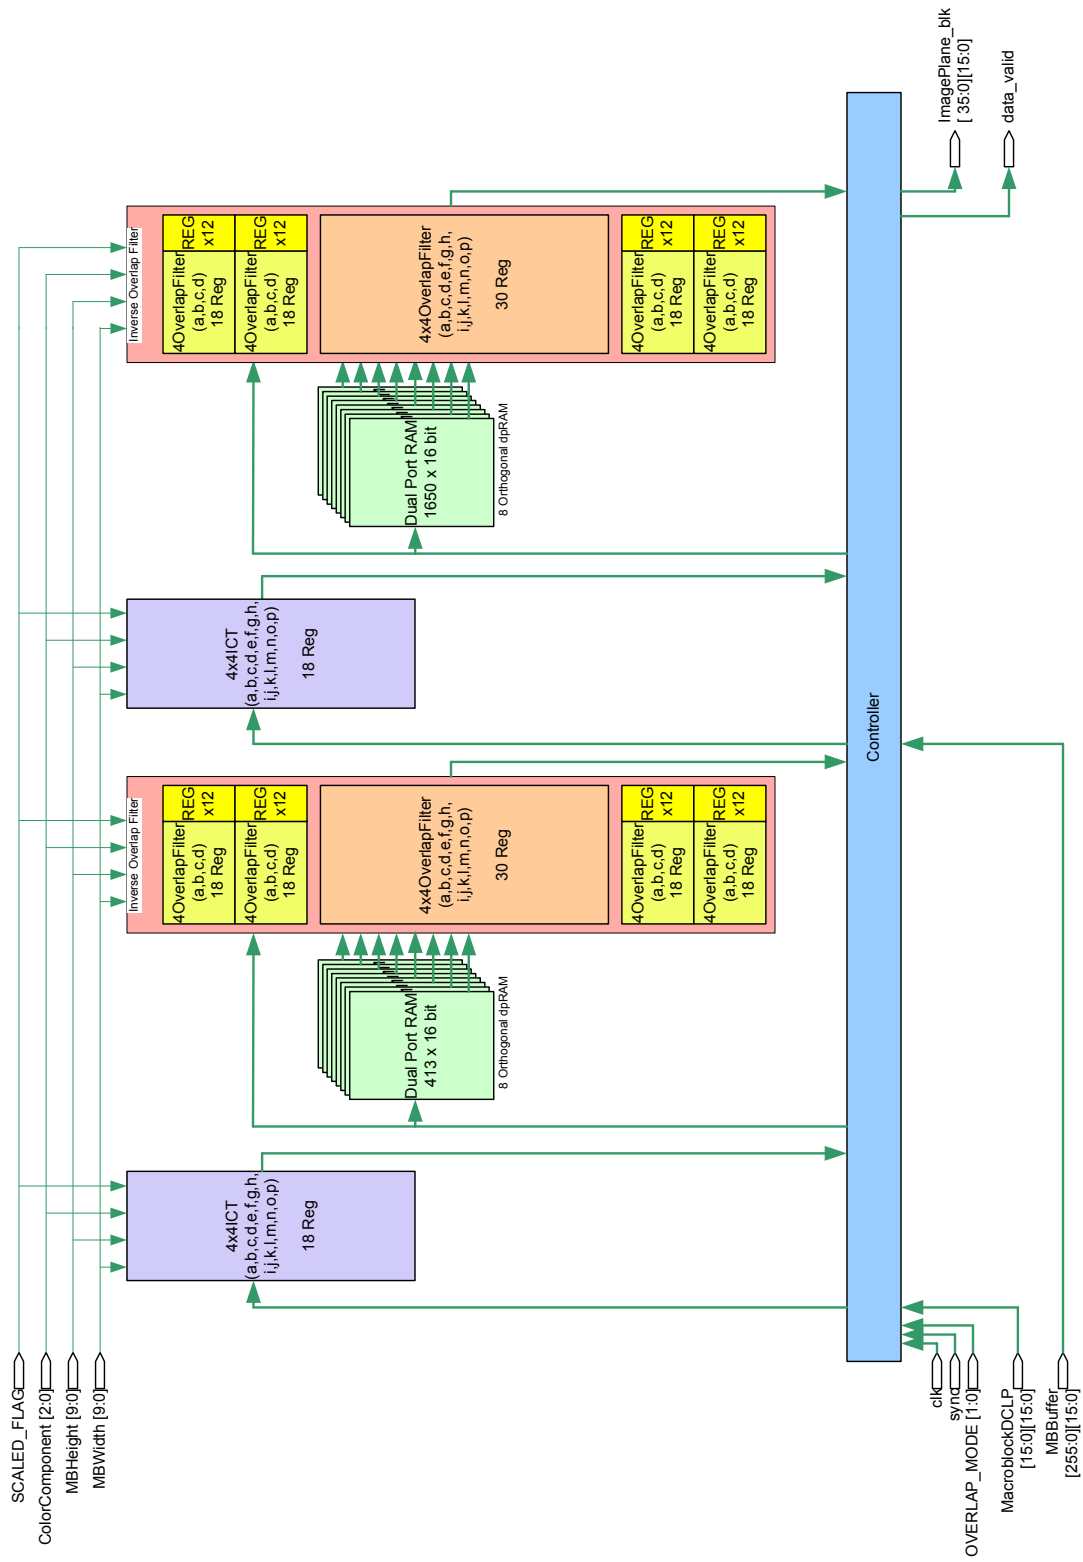 SCALED_FLAG
ColorComponent [2:0]
MBHeight [9:0]
MBWidth [9:0]
4x4ICT
(a,b,c,d,e,f,g,h,
i,j,k,l,m,n,o,p)
18 Reg
Dual Port RAM
413 x 16 bit
8 Orthogonal dpRAM
Inverse Overlap Filter
4OverlapFilter
(a,b,c,d)
18 Reg
REG
x12
4OverlapFilter
(a,b,c,d)
18 Reg
REG
x12
4x4OverlapFilter
(a,b,c,d,e,f,g,h,
i,j,k,l,m,n,o,p)
30 Reg
4OverlapFilter
(a,b,c,d)
18 Reg
REG
x12
4OverlapFilter
(a,b,c,d)
18 Reg
REG
x12
4x4ICT
(a,b,c,d,e,f,g,h,
i,j,k,l,m,n,o,p)
18 Reg
Dual Port RAM
1650 x 16 bit
8 Orthogonal dpRAM
Inverse Overlap Filter
4OverlapFilter
(a,b,c,d)
18 Reg
REG
x12
4OverlapFilter
(a,b,c,d)
18 Reg
REG
x12
4x4OverlapFilter
(a,b,c,d,e,f,g,h,
i,j,k,l,m,n,o,p)
30 Reg
4OverlapFilter
(a,b,c,d)
18 Reg
REG
x12
4OverlapFilter
(a,b,c,d)
18 Reg
REG
x12
Controller
clk
sync
OVERLAP_MODE [1:0]
MacroblockDCLP
[15:0][15:0]
MBBuffer
[255:0][15:0]
ImagePlane_blk
[ 35:0][15:0]
data_valid